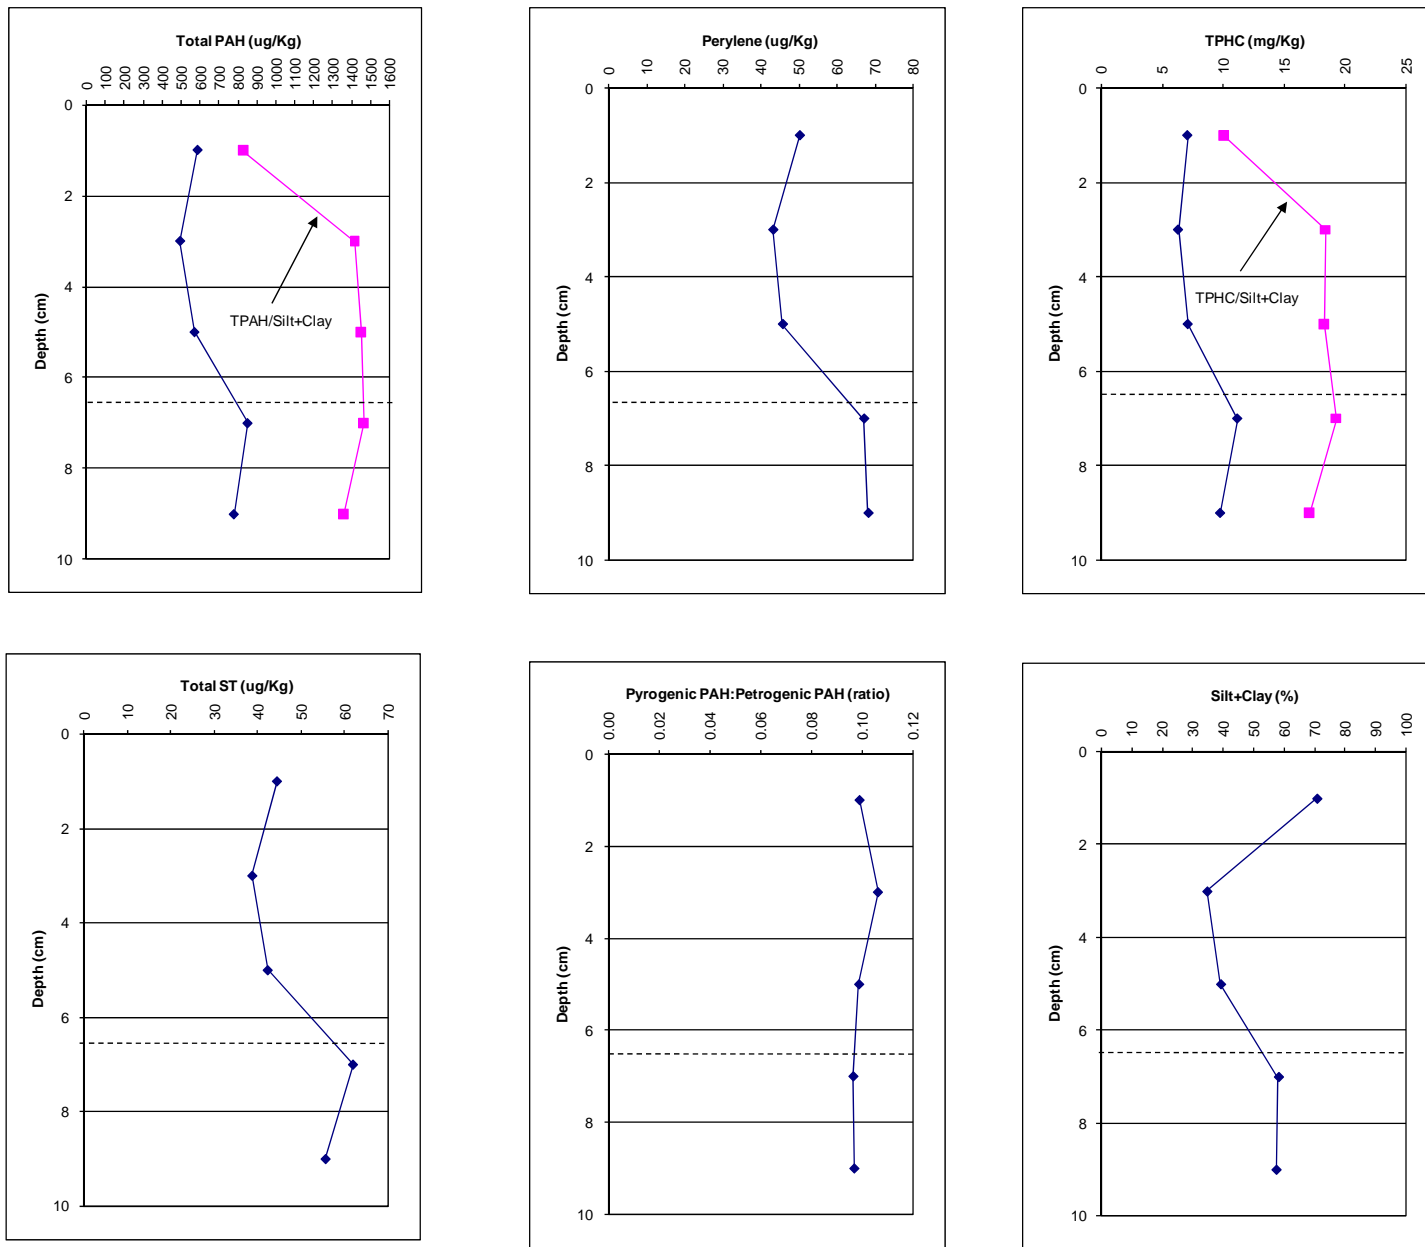 Total PAH (ug/Kg)
0 100 200 300 400 500 600 700 800 900 1000 1100 1200 1300 1400 1500 1600
0
2
4
6
8
10
Depth (cm)
TPAH/Silt+Clay
Perylene (ug/Kg)
0 10 20 30 40 50 60 70 80
0
2
4
6
8
10
Depth (cm)
TPHC (mg/Kg)
0 5 10 15 20 25
0
2
4
6
8
10
Depth (cm)
TPHC/Silt+Clay
Total ST (ug/Kg)
0 10 20 30 40 50 60 70
0
2
4
6
8
10
Depth (cm)
Pyrogenic PAH:Petrogenic PAH (ratio)
0.00 0.02 0.04 0.06 0.08 0.10 0.12
0
2
4
6
8
10
Depth (cm)
Silt+Clay (%)
0 10 20 30 40 50 60 70 80 90 100
0
2
4
6
8
10
Depth (cm)